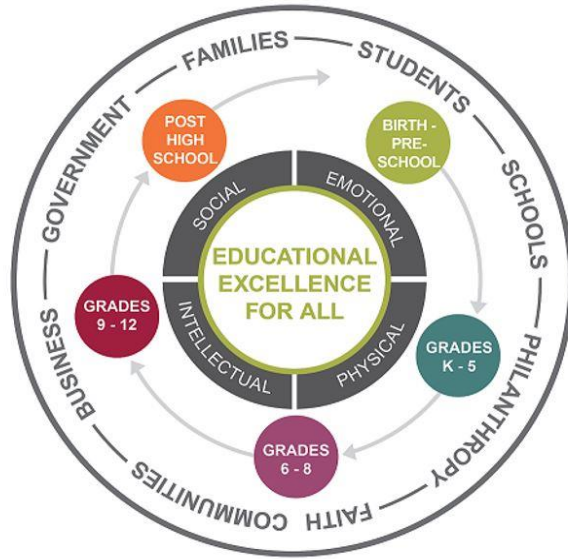 FAMILIES
STUDENTS
SCHOOLS
PHILANTHROPY
FAITH COMMUNITIES
BUSINESS
GOVERNMENT
POST
HIGH
SCHOOL
BIRTH -
PRE-
SCHOOL
GRADES
K - 5
GRADES
6 - 8
GRADES
9 - 12
SOCIAL
EMOTIONAL
PHYSICAL
INTELLECTUAL
EDUCATIONAL
EXCELLENCE
FOR ALL